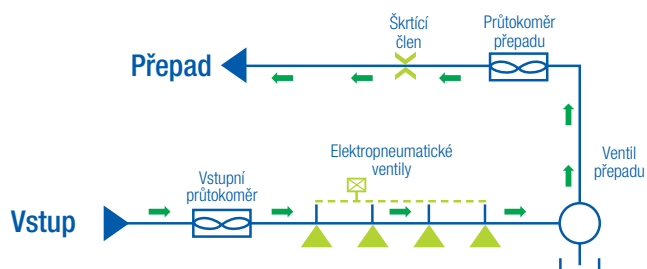 Škrtící
člen
Průtokoměr
přepadu
Přepad
Elektropneumatické
ventily
Ventil
přepadu
Vstupní
průtokoměr
Vstup